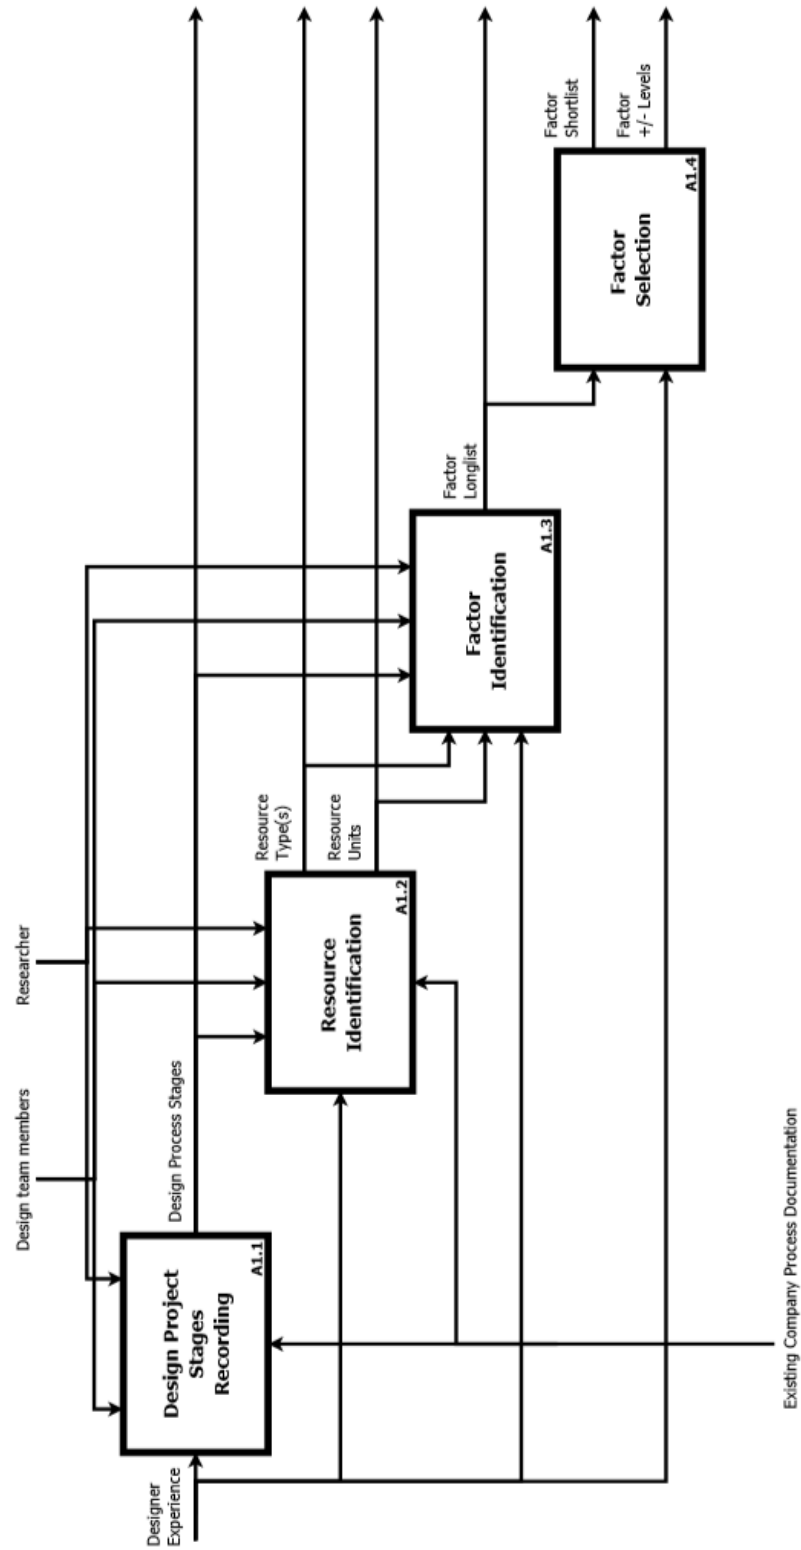 Design team members
Researcher
Designer
Experience
Design Project
Stages
Recording
A1.1
Design Process Stages
Resource
Identification
A1.2
Resource
Type(s)
Resource
Units
Factor
Identification
A1.3
Factor
Longlist
Factor
Selection
A1.4
Factor
Shortlist
Factor
+/- Levels
Existing Company Process Documentation